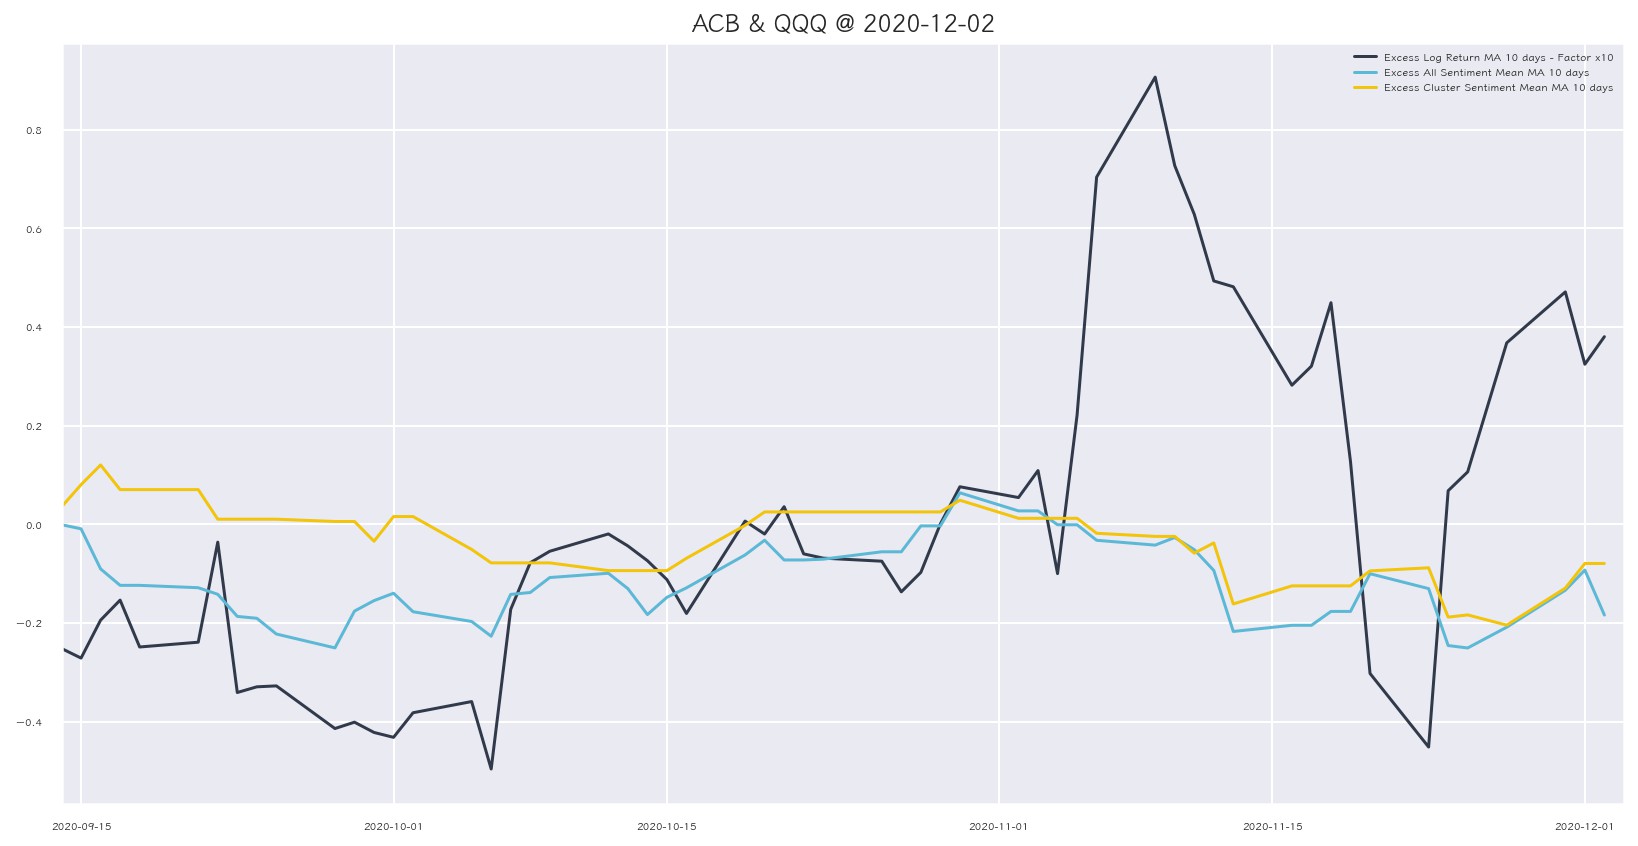 ACB & QQQ @ 2020-12-02
Excess Log Return MA 10 days - Factor x10
Excess All Sentiment Mean MA 10 days
Excess Cluster Sentiment Mean MA 10 days
0.8
0.6
0.4
0.2
0.0
−0.2
−0.4
2020-09-15 2020-10-01 2020-10-15 2020-11-01 2020-11-15 2020-12-01